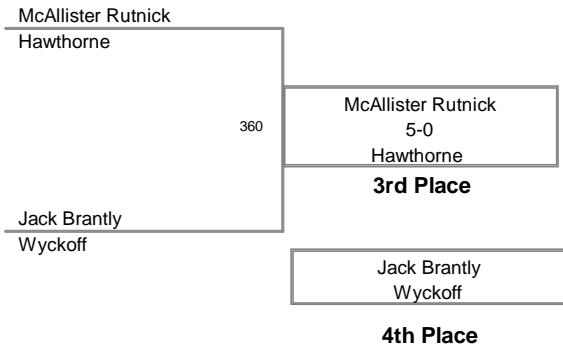 McAllister Rutnick
Hawthorne
360
McAllister Rutnick
5-0
Hawthorne
3rd Place
Jack Brantly
Wyckoff
Jack Brantly
Wyckoff
4th Place